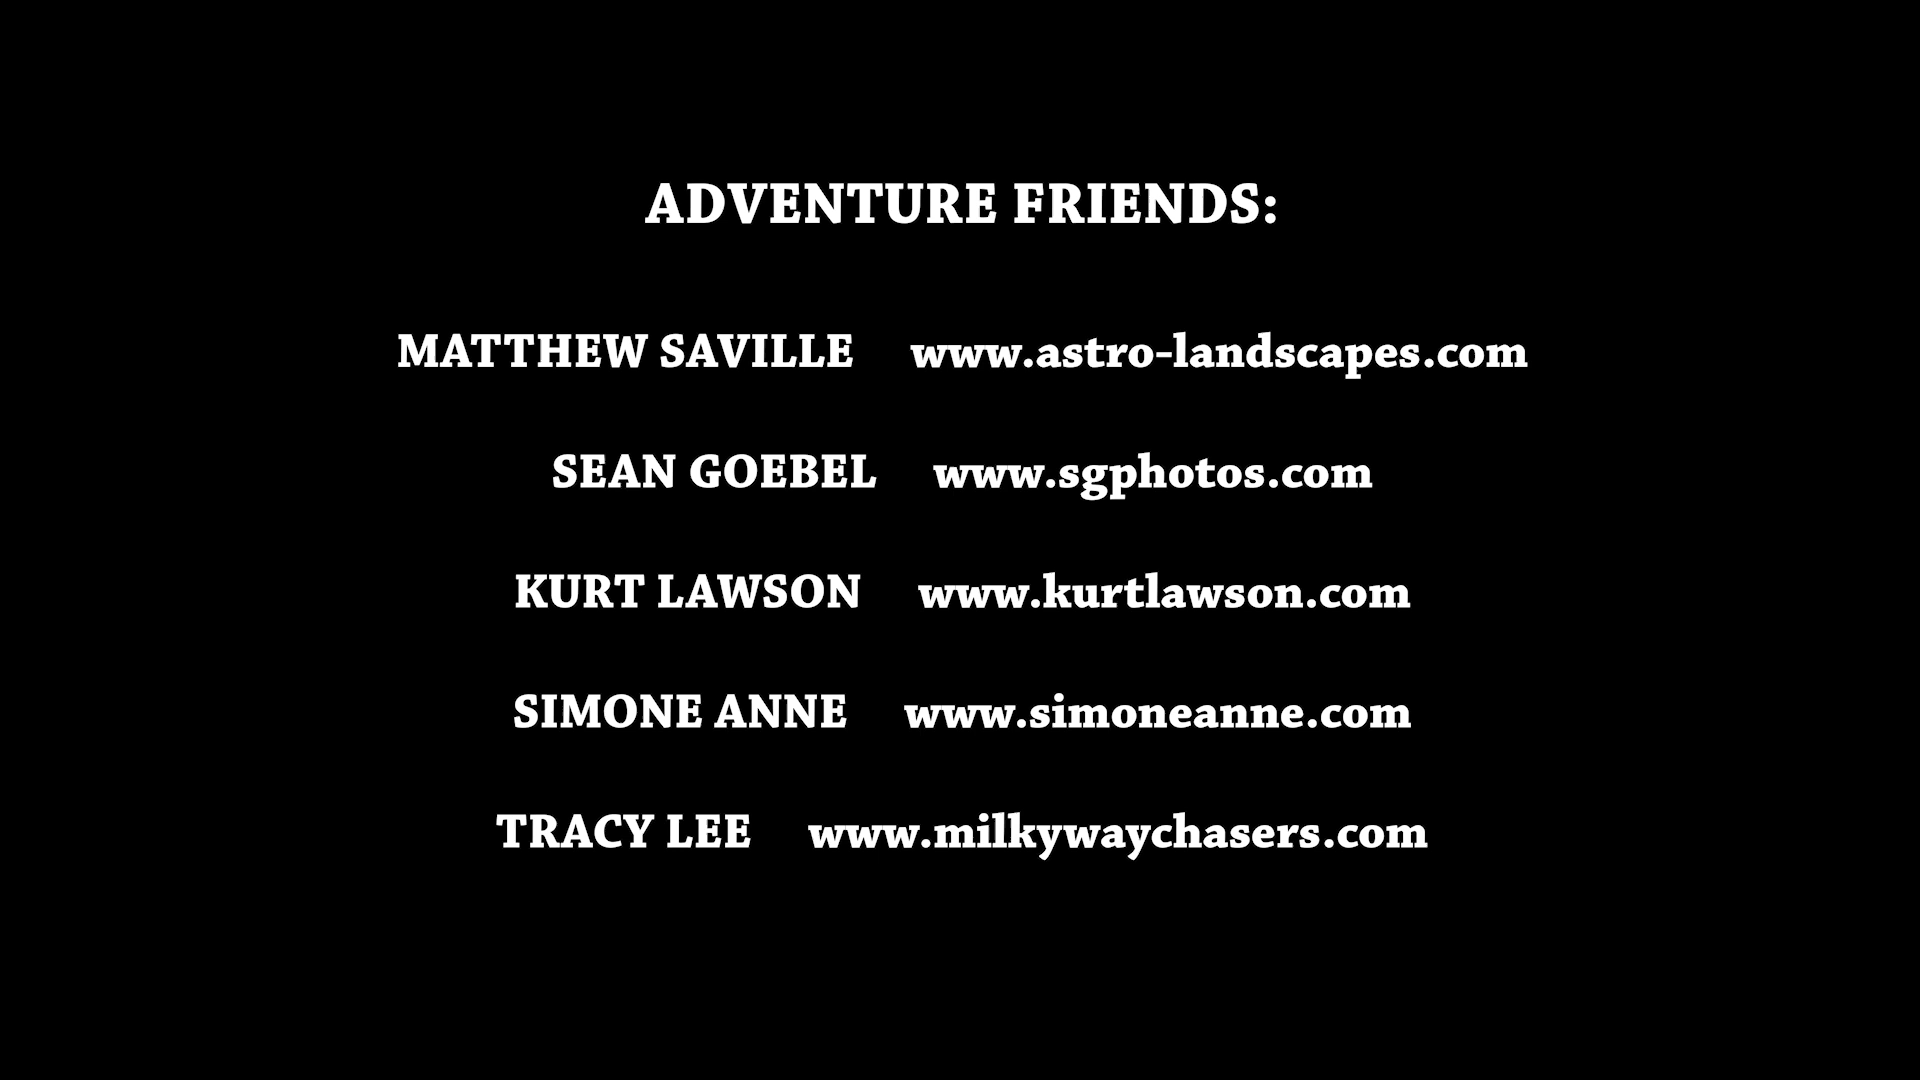 ADVENTURE FRIENDS:
MATTHEW SAVILLE www.astro-landscapes.com
SEAN GOEBEL www.sgphotos.com
KURT LAWSON www.kurtlawson.com
SIMONE ANNE www.simoneanne.com
TRACY LEE www.milkywaychasers.com